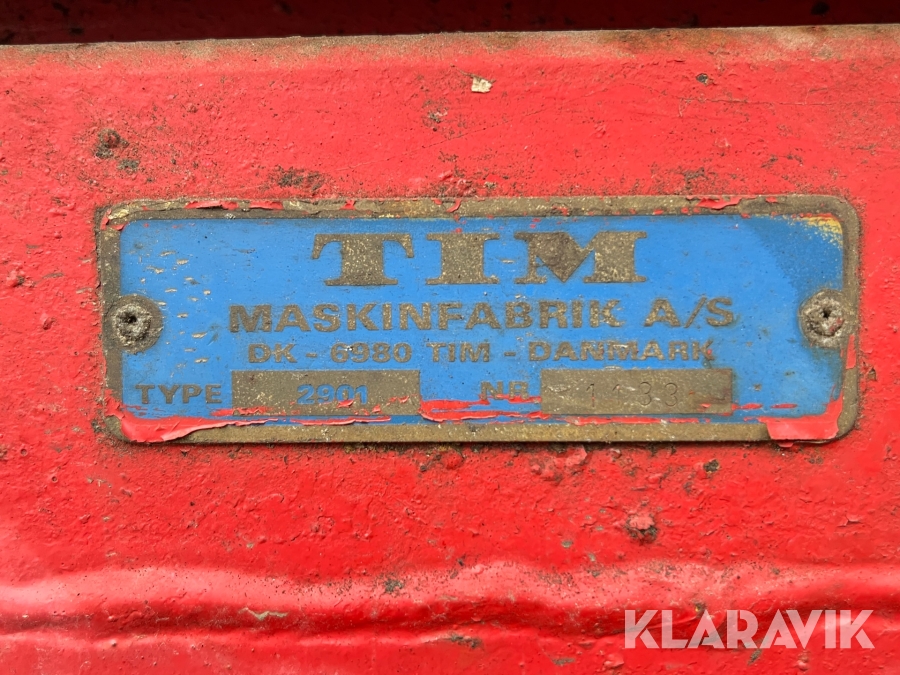 TIM
MASKINFABRIK A/S
DK - 6980 TIM - DANMARK
TYPE 2901 NR
KLARAVIK